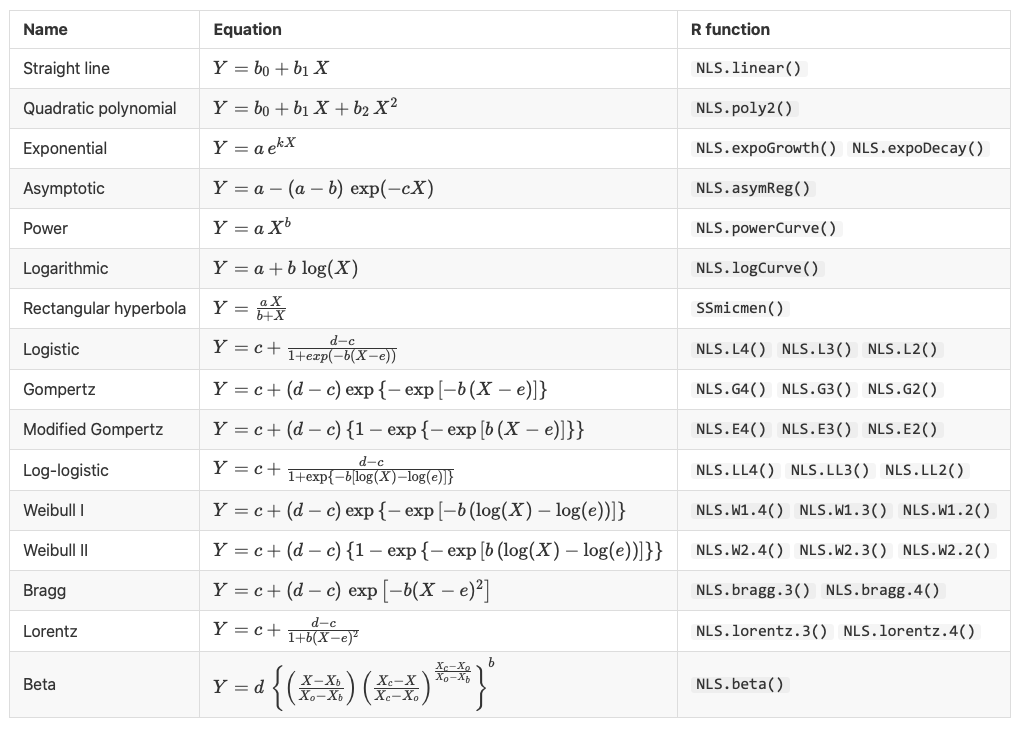 Name Equation R function
Straight line Y = b₀ + b₁ X NLS.linear()
Quadratic polynomial Y = b₀ + b₁ X + b₂ X² NLS.poly2()
Exponential Y = a e^{kX} NLS.expoGrowth() NLS.expoDecay()
Asymptotic Y = a − (a − b) exp(−cX) NLS.asymReg()
Power Y = a X^b NLS.powerCurve()
Logarithmic Y = a + b log(X) NLS.logCurve()
Rectangular hyperbola Y = \frac{a X}{b+X} SSmicmen()
Logistic Y = c + \frac{d−c}{1+exp(−b(X−e))} NLS.L4() NLS.L3() NLS.L2()
Gompertz Y = c + (d − c) exp {− exp [−b (X − e)]} NLS.G4() NLS.G3() NLS.G2()
Modified Gompertz Y = c + (d − c) {1 − exp {− exp [b (X − e)]}} NLS.E4() NLS.E3() NLS.E2()
Log-logistic Y = c + \frac{d−c}{1+exp{−b[log(X)−log(e)]}} NLS.LL4() NLS.LL3() NLS.LL2()
Weibull I Y = c + (d − c) exp {− exp [−b (log(X) − log(e))]} NLS.W1.4() NLS.W1.3() NLS.W1.2()
Weibull II Y = c + (d − c) {1 − exp {− exp [b (log(X) − log(e))]}} NLS.W2.4() NLS.W2.3() NLS.W2.2()
Bragg Y = c + (d − c) exp [−b(X − e)²] NLS.bragg.3() NLS.bragg.4()
Lorentz Y = c + \frac{d−c}{1+b(X−e)²} NLS.lorentz.3() NLS.lorentz.4()
Beta Y = d {(\frac{X−X_b}{X_o−X_b}) (\frac{X_c−X}{X_c−X_o})^{\frac{X_c−X_o}{X_o−X_b}}}^b NLS.beta()